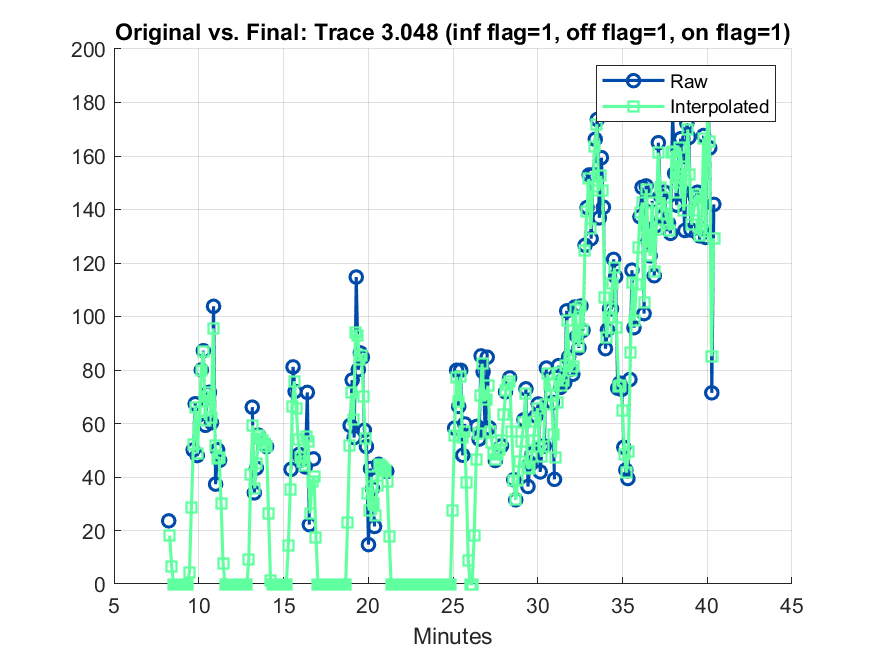 Original vs. Final: Trace 3.048 (inf flag=1, off flag=1, on flag=1)
200
180
160
140
120
100
80
60
40
20
0
Raw
Interpolated
5 10 15 20 25 30 35 40 45
Minutes